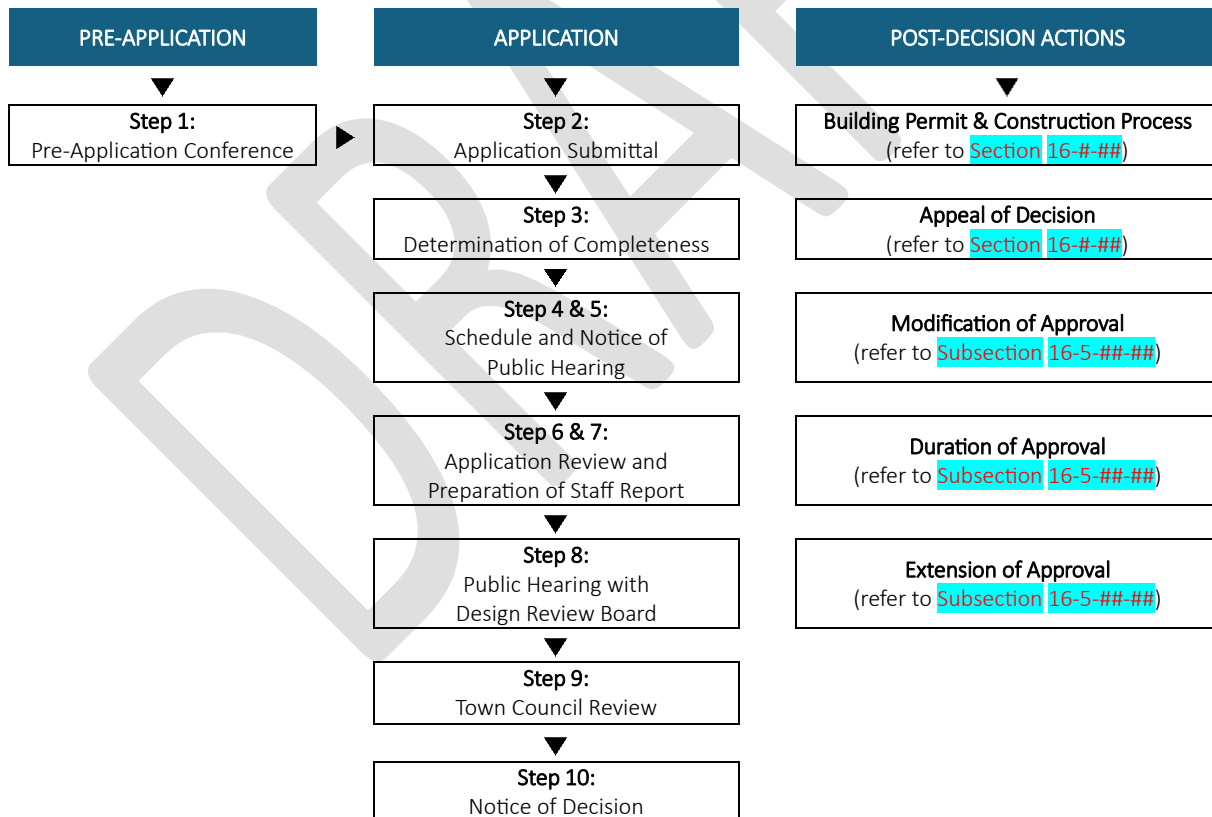 PRE-APPLICATION
Step 1:
Pre-Application Conference
APPLICATION
Step 2:
Application Submittal
Step 3:
Determination of Completeness
Step 4 & 5:
Schedule and Notice of
Public Hearing
Step 6 & 7:
Application Review and
Preparation of Staff Report
Step 8:
Public Hearing with
Design Review Board
Step 9:
Town Council Review
Step 10:
Notice of Decision
POST-DECISION ACTIONS
Building Permit & Construction Process
(refer to Section 16-#-##)
Appeal of Decision
(refer to Section 16-#-##)
Modification of Approval
(refer to Subsection 16-5-##-##)
Duration of Approval
(refer to Subsection 16-5-##-##)
Extension of Approval
(refer to Subsection 16-5-##-##)
DRA